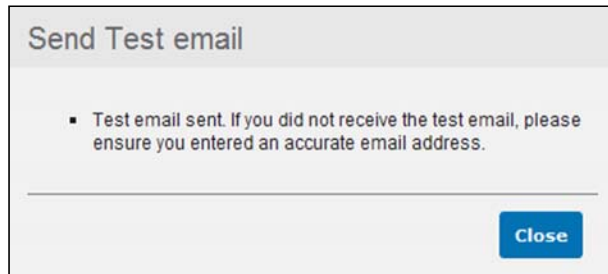 Send Test email
▪ Test email sent. If you did not receive the test email, please
ensure you entered an accurate email address.
Close